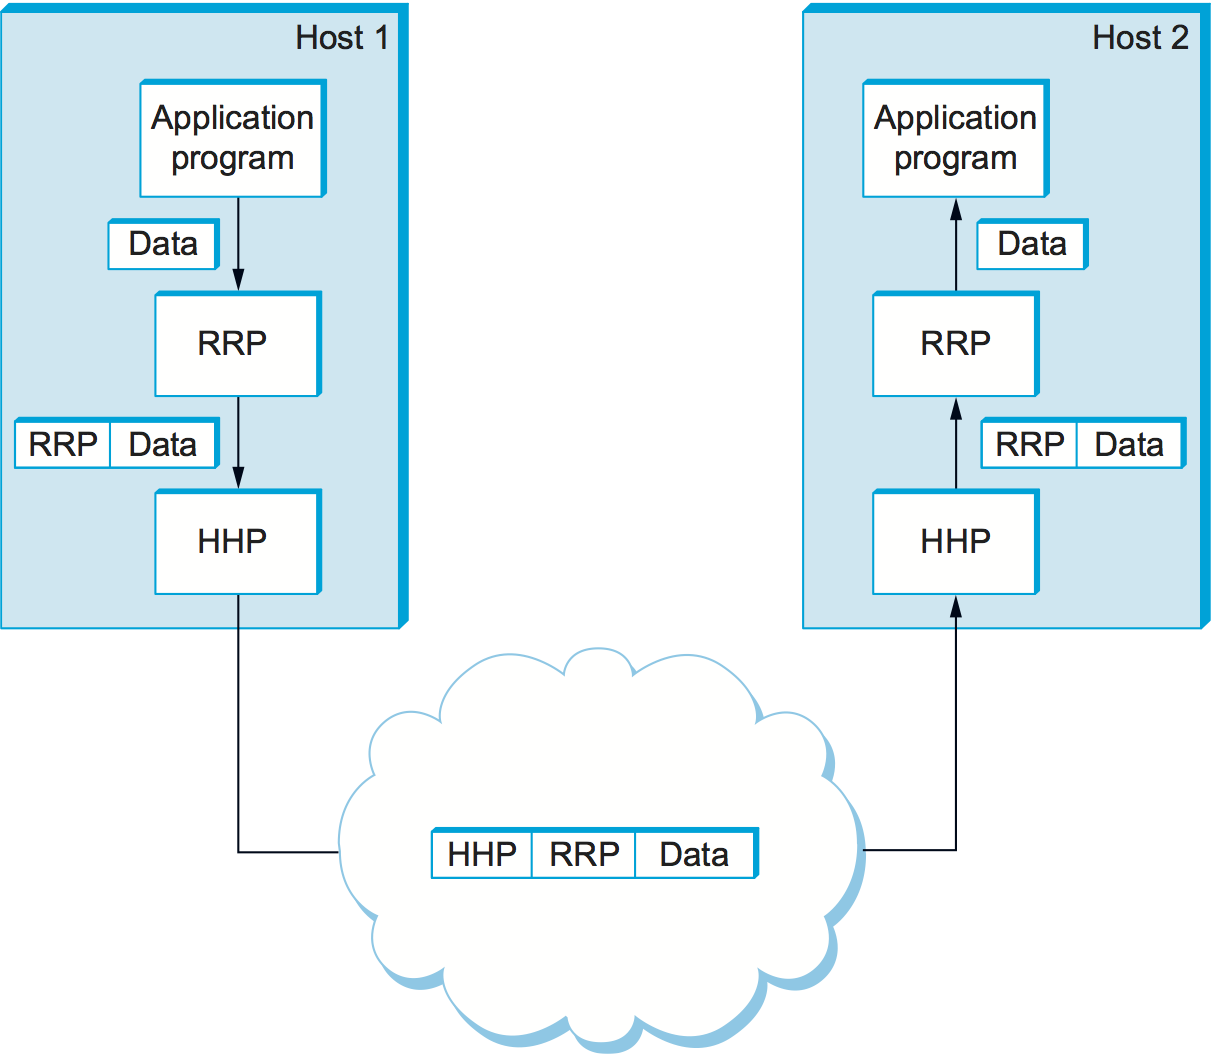 Host 1
Application
program
Data
RRP
RRP Data
HHP
Host 2
Application
program
Data
RRP
RRP Data
HHP
HHP RRP Data